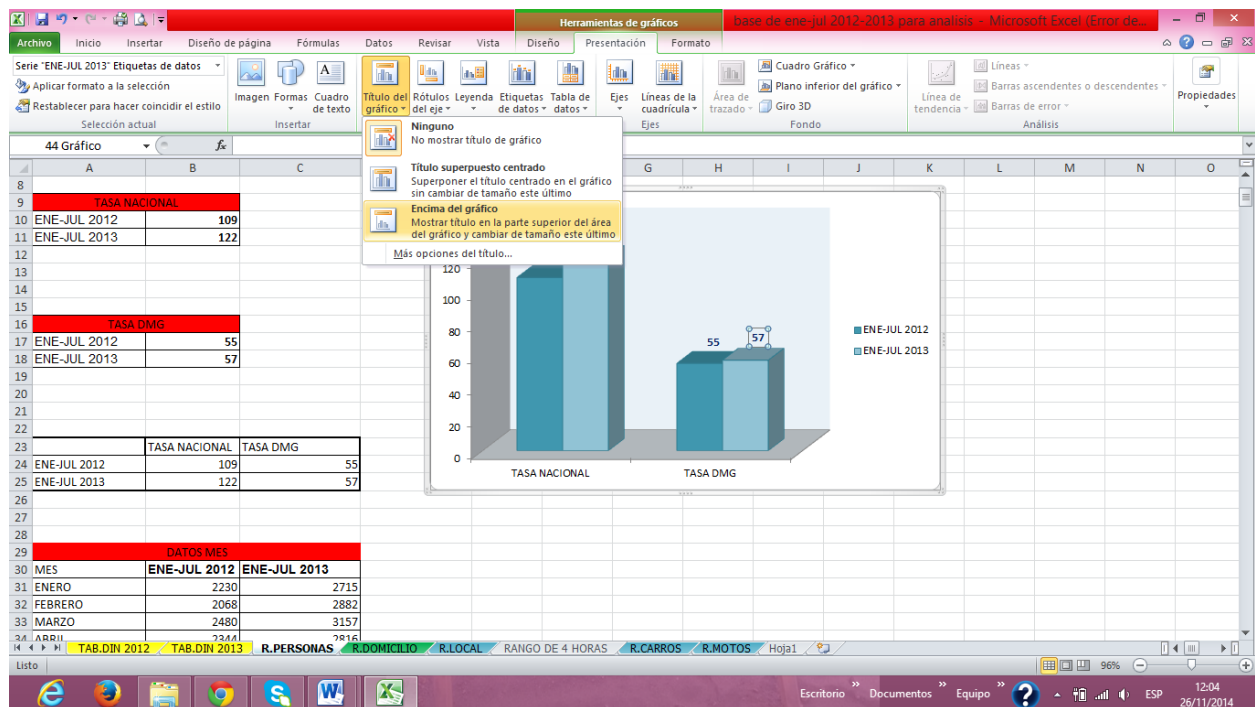 Herramientas de gráficos
base de ene-jul 2012-2013 para analisis - Microsoft Excel (Error de...
Archivo Inicio Insertar Diseño de página Fórmulas Datos Revisar Vista Diseño Presentación Formato
Serie "ENE-JUL 2013" Etiquetas de datos
Aplicar formato a la selección
Restablecer para hacer coincidir el estilo
Selección actual
Imagen Formas Cuadro de texto
Insertar
Título del gráfico
Rótulos del eje
Leyenda
Etiquetas de datos
Tabla de datos
Ejes
Líneas de la cuadrícula
Ejes
Área de trazado
Cuadro Gráfico
Plano inferior del gráfico
Giro 3D
Fondo
Línea de tendencia
Líneas
Barras ascendentes o descendentes
Barras de error
Análisis
Propiedades
Ninguno
No mostrar título de gráfico
Título superpuesto centrado
Superponer el título centrado en el gráfico
sin cambiar de tamaño este último
Encima del gráfico
Mostrar título en la parte superior del área
del gráfico y cambiar de tamaño este último
Más opciones del título...
44 Gráfico fx
A B C G H I J K L M N O
8
9 TASA NACIONAL
10 ENE-JUL 2012 109
11 ENE-JUL 2013 122
12
13
14
15
16 TASA DMG
17 ENE-JUL 2012 55
18 ENE-JUL 2013 57
19
20
21
22
23 TASA NACIONAL TASA DMG
24 ENE-JUL 2012 109 55
25 ENE-JUL 2013 122 57
26
27
28
29 DATOS MES
30 MES ENE-JUL 2012 ENE-JUL 2013
31 ENERO 2230 2715
32 FEBRERO 2068 2882
33 MARZO 2480 3157
34 ABRIL 2344 2816
120
100
80
60
40
20
0
55
57
TASA NACIONAL TASA DMG
ENE-JUL 2012
ENE-JUL 2013
TAB.DIN 2012 TAB.DIN 2013 R.PERSONAS R.DOMICILIO R.LOCAL RANGO DE 4 HORAS R.CARROS R.MOTOS Hoja1
Listo 96%
Escritorio Documentos Equipo ESP 12:04
26/11/2014